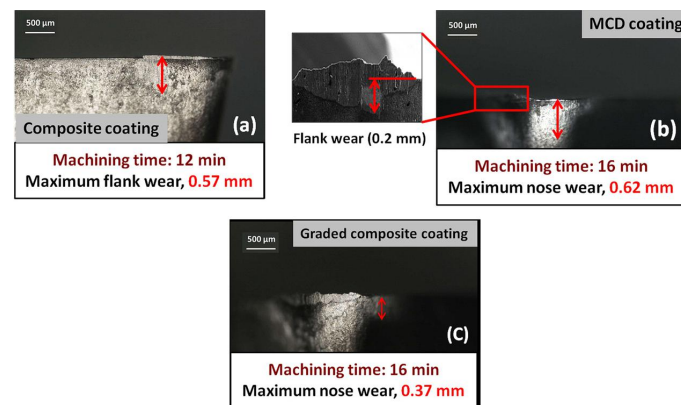 500 µm
Composite coating
(a)
Machining time: 12 min
Maximum flank wear, 0.57 mm
Flank wear (0.2 mm)
500 µm
MCD coating
(b)
Machining time: 16 min
Maximum nose wear, 0.62 mm
500 µm
Graded composite coating
(C)
Machining time: 16 min
Maximum nose wear, 0.37 mm